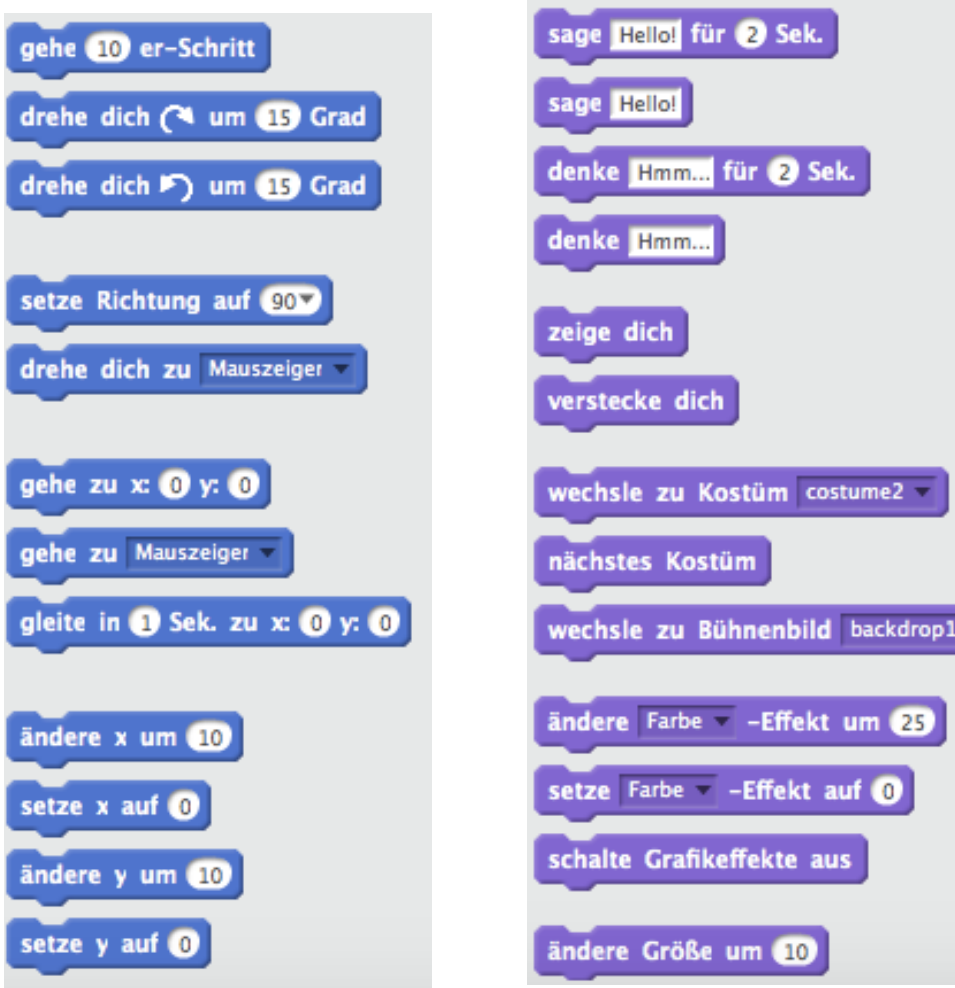 gehe 10 er-Schritt
drehe dich um 15 Grad
drehe dich um 15 Grad
setze Richtung auf 90
drehe dich zu Mauszeiger
gehe zu x: 0 y: 0
gehe zu Mauszeiger
gleite in 1 Sek. zu x: 0 y: 0
ändere x um 10
setze x auf 0
ändere y um 10
setze y auf 0
sage Hello! für 2 Sek.
sage Hello!
denke Hmm... für 2 Sek.
denke Hmm...
zeige dich
verstecke dich
wechsle zu Kostüm costume2
nächstes Kostüm
wechsle zu Bühnenbild backdrop1
ändere Farbe -Effekt um 25
setze Farbe -Effekt auf 0
schalte Grafikeffekte aus
ändere Größe um 10